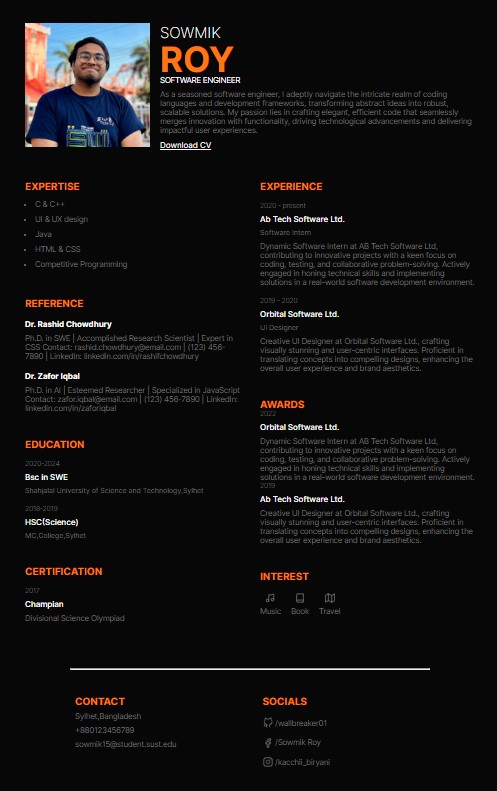 SOWMIK
ROY
SOFTWARE ENGINEER
As a seasoned software engineer, I adeptly navigate the intricate realm of coding
languages and development frameworks, transforming abstract ideas into robust,
scalable solutions. My passion lies in crafting elegant, efficient code that seamlessly
merges innovation with functionality, driving technological advancements and delivering
impactful user experiences.
Download CV
EXPERTISE
C & C++
UI & UX design
Java
HTML & CSS
Competitive Programming
REFERENCE
Dr. Rashid Chowdhury
Ph.D. in SWE | Accomplished Research Scientist | Expert in
CSS Contact: rashid.chowdhury@email.com | (123) 456-
7890 | LinkedIn: linkedin.com/in/rashifchowdhury
Dr. Zafor Iqbal
Ph.D. in AI | Esteemed Researcher | Specialized in JavaScript
Contact: zafor.iqbal@email.com | (123) 456-7890 | LinkedIn:
linkedin.com/in/zaforiqbal
EDUCATION
2020-2024
Bsc in SWE
Shahjalal University of Science and Technology,Sylhet
2018-2019
HSC(Science)
MC,College,Sylhet
CERTIFICATION
2017
Champian
Divisional Science Olympiad
EXPERIENCE
2020 - present
Ab Tech Software Ltd.
Software Intern
Dynamic Software Intern at AB Tech Software Ltd,
contributing to innovative projects with a keen focus on
coding, testing, and collaborative problem-solving. Actively
engaged in honing technical skills and implementing
solutions in a real-world software development environment.
2019 - 2020
Orbital Software Ltd.
UI Designer
Creative UI Designer at Orbital Software Ltd., crafting
visually stunning and user-centric interfaces. Proficient in
translating concepts into compelling designs, enhancing the
overall user experience and brand aesthetics.
AWARDS
2022
Orbital Software Ltd.
Dynamic Software Intern at AB Tech Software Ltd,
contributing to innovative projects with a keen focus on
coding, testing, and collaborative problem-solving. Actively
engaged in honing technical skills and implementing
solutions in a real-world software development environment.
2019
Ab Tech Software Ltd.
Creative UI Designer at Orbital Software Ltd., crafting
visually stunning and user-centric interfaces. Proficient in
translating concepts into compelling designs, enhancing the
overall user experience and brand aesthetics.
INTEREST
Music Book Travel
CONTACT
Sylhet,Bangladesh
+880123456789
sowmik15@student.sust.edu
SOCIALS
/wallbreaker01
/Sowmik Roy
/kacchii_biryani